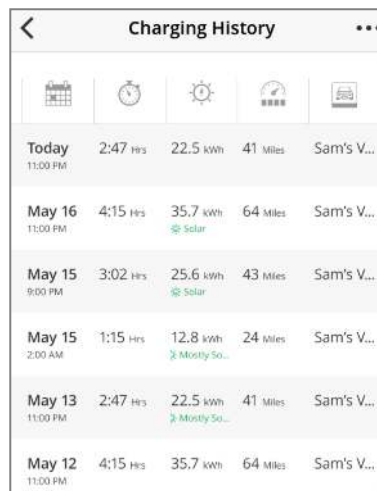 Charging History
Today 2:47 Hrs 22.5 kWh 41 Miles Sam's V...
11:00 PM
May 16 4:15 Hrs 35.7 kWh 64 Miles Sam's V...
11:00 PM Solar
May 15 3:02 Hrs 25.6 kWh 43 Miles Sam's V...
9:00 PM Solar
May 15 1:15 Hrs 12.8 kWh 24 Miles Sam's V...
2:00 AM Mostly So...
May 13 2:47 Hrs 22.5 kWh 41 Miles Sam's V...
11:00 PM Mostly So...
May 12 4:15 Hrs 35.7 kWh 64 Miles Sam's V...
11:00 PM